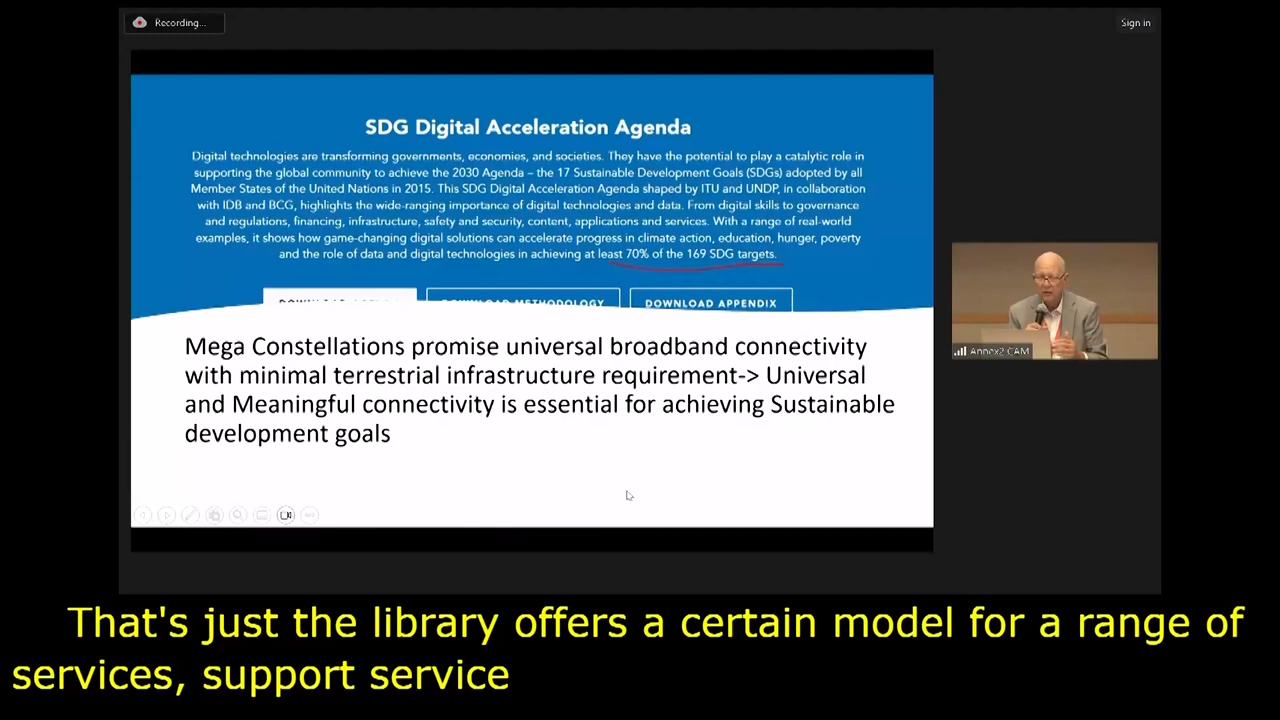 Recording...
Sign in
SDG Digital Acceleration Agenda
Digital technologies are transforming governments, economies, and societies. They have the potential to play a catalytic role in
supporting the global community to achieve the 2030 Agenda – the 17 Sustainable Development Goals (SDGs) adopted by all
Member States of the United Nations in 2015. This SDG Digital Acceleration Agenda shaped by ITU and UNDP, in collaboration
with IDB and BCG, highlights the wide-ranging importance of digital technologies and data. From digital skills to governance
and regulations, financing, infrastructure, safety and security, content, applications and services. With a range of real-world
examples, it shows how game-changing digital solutions can accelerate progress in climate action, education, hunger, poverty
and the role of data and digital technologies in achieving at least 70% of the 169 SDG targets.
DOWNLOAD METHODOLOGY
DOWNLOAD APPENDIX
Mega Constellations promise universal broadband connectivity
with minimal terrestrial infrastructure requirement-> Universal
and Meaningful connectivity is essential for achieving Sustainable
development goals
Annex2 CAM
That's just the library offers a certain model for a range of
services, support service